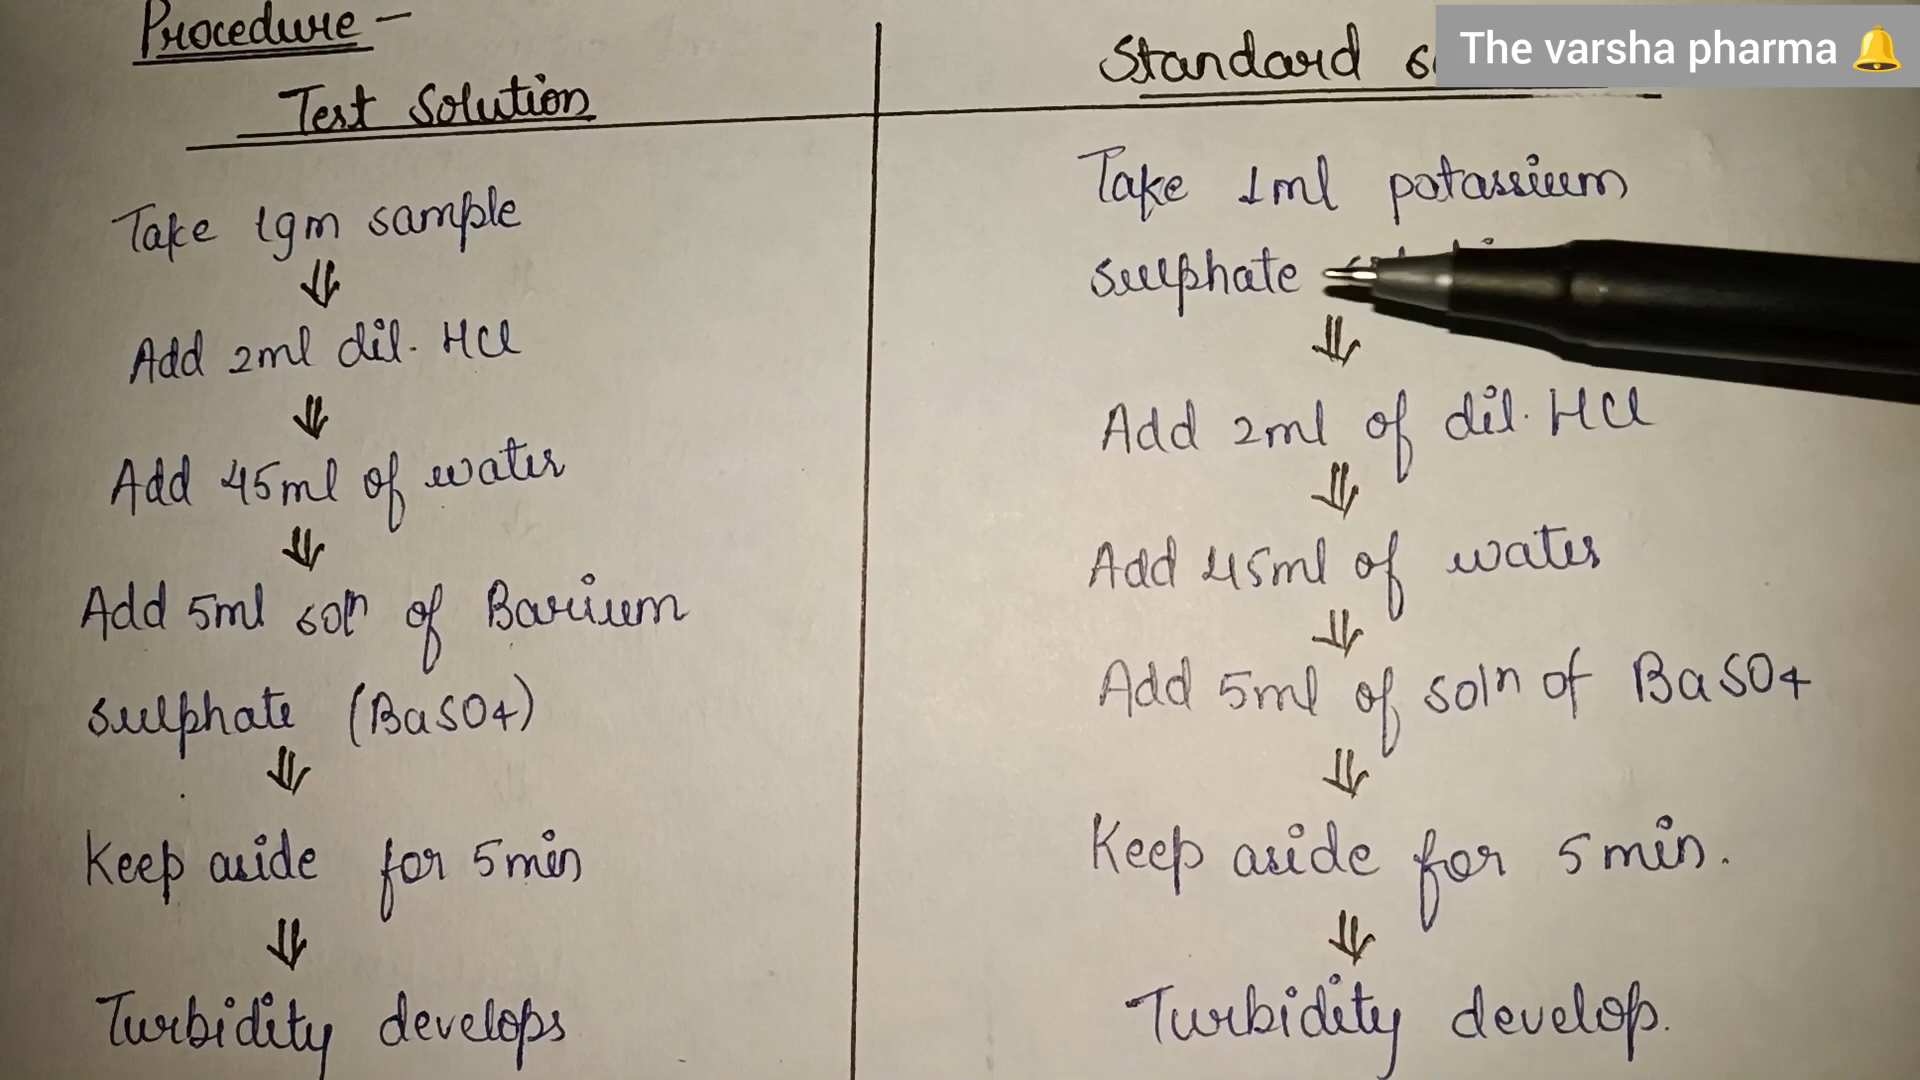 Procedure -
Test Solution
Take 1gm sample
⇓
Add 2ml dil. HCl
⇓
Add 45ml of water
⇓
Add 5ml soln of Barium
sulphate (BaSO4)
⇓
Keep aside for 5min
⇓
Turbidity develops
The varsha pharma 🔔
Standard
Take 1ml potassium
sulphate
⇓
Add 2ml of dil. HCl
⇓
Add 45ml of water
⇓
Add 5ml of soln of BaSO4
⇓
Keep aside for 5 min.
⇓
Turbidity develop.